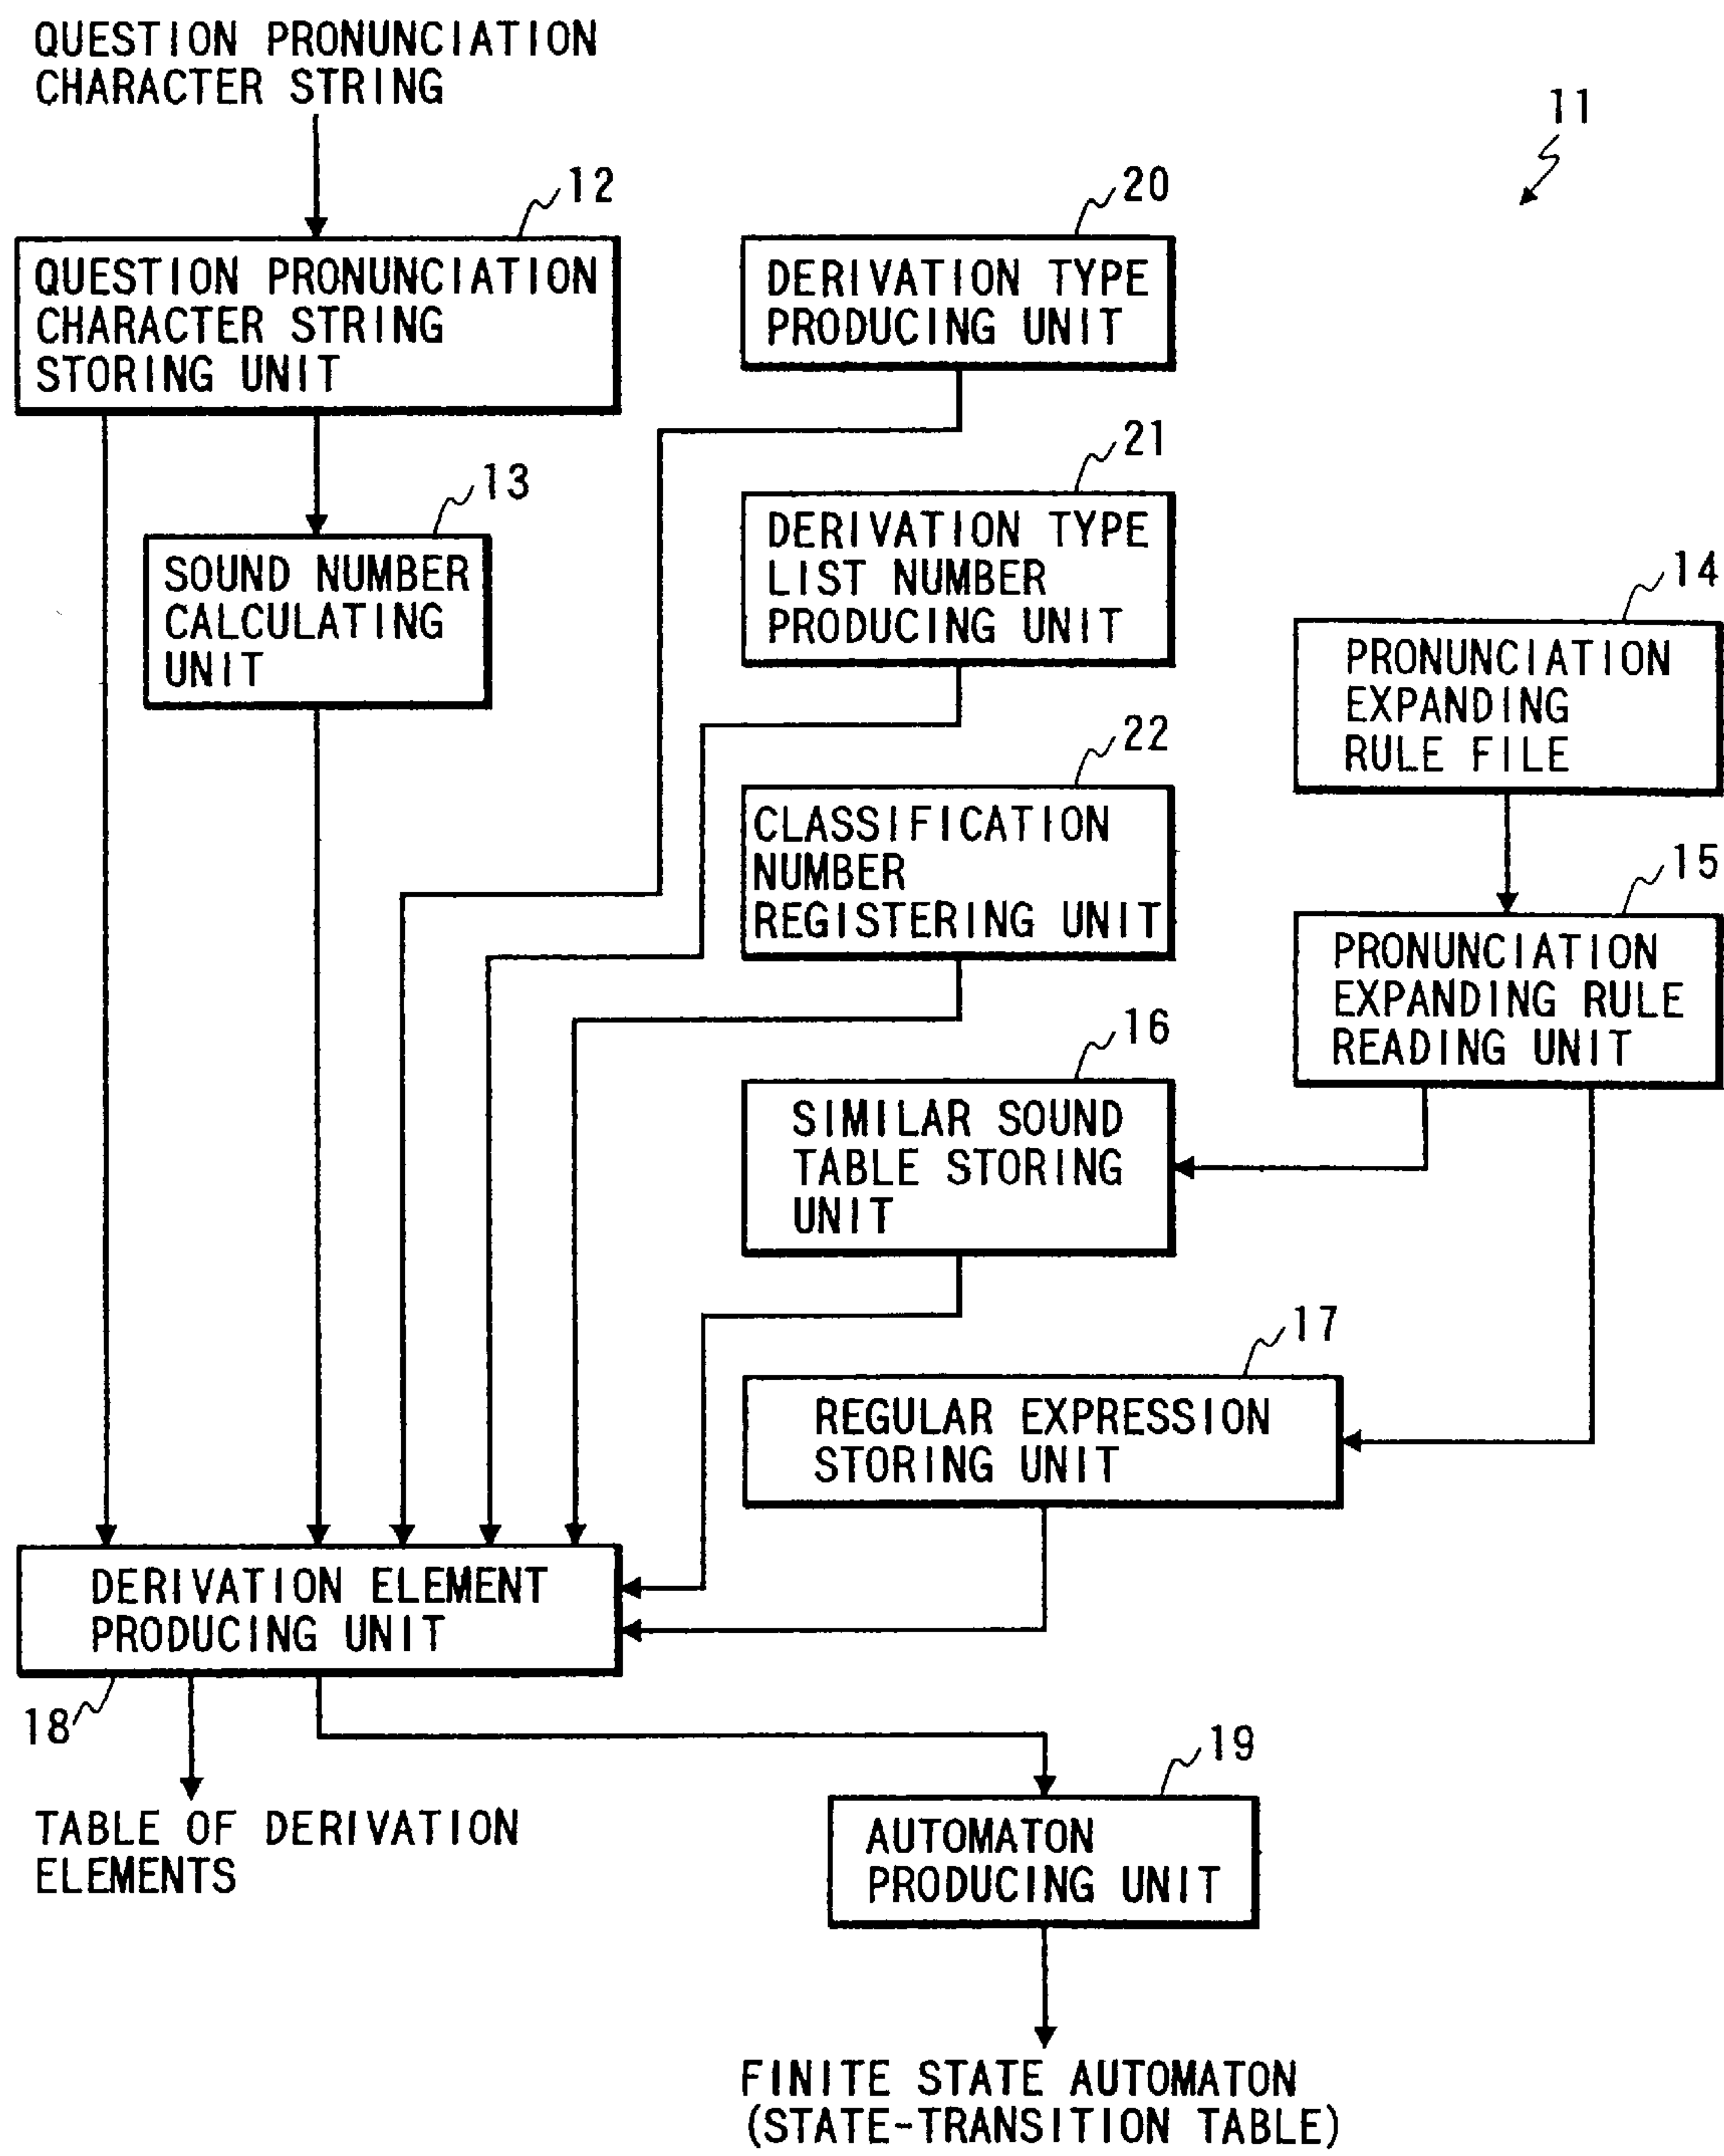 QUESTION PRONUNCIATION
CHARACTER STRING
11
12
QUESTION PRONUNCIATION
CHARACTER STRING
STORING UNIT
20
DERIVATION TYPE
PRODUCING UNIT
13
SOUND NUMBER
CALCULATING
UNIT
21
DERIVATION TYPE
LIST NUMBER
PRODUCING UNIT
14
PRONUNCIATION
EXPANDING
RULE FILE
22
CLASSIFICATION
NUMBER
REGISTERING UNIT
15
PRONUNCIATION
EXPANDING RULE
READING UNIT
16
SIMILAR SOUND
TABLE STORING
UNIT
17
REGULAR EXPRESSION
STORING UNIT
DERIVATION ELEMENT
PRODUCING UNIT
18
19
TABLE OF DERIVATION
ELEMENTS
AUTOMATON
PRODUCING UNIT
FINITE STATE AUTOMATON
(STATE-TRANSITION TABLE)